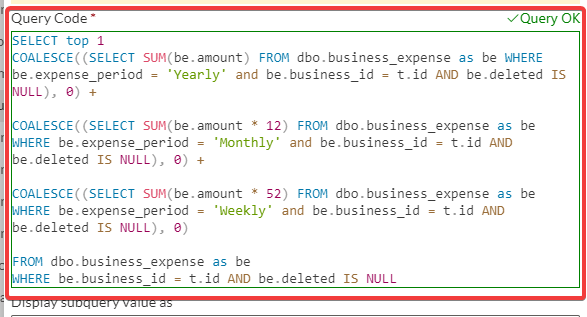 Query Code *
Query OK
SELECT top 1
COALESCE((SELECT SUM(be.amount) FROM dbo.business_expense as be WHERE
be.expense_period = 'Yearly' and be.business_id = t.id AND be.deleted IS
NULL), 0) +
COALESCE((SELECT SUM(be.amount * 12) FROM dbo.business_expense as be
WHERE be.expense_period = 'Monthly' and be.business_id = t.id AND
be.deleted IS NULL), 0) +
COALESCE((SELECT SUM(be.amount * 52) FROM dbo.business_expense as be
WHERE be.expense_period = 'Weekly' and be.business_id = t.id AND
be.deleted IS NULL), 0)
FROM dbo.business_expense as be
WHERE be.business_id = t.id AND be.deleted IS NULL
Display subquery value as